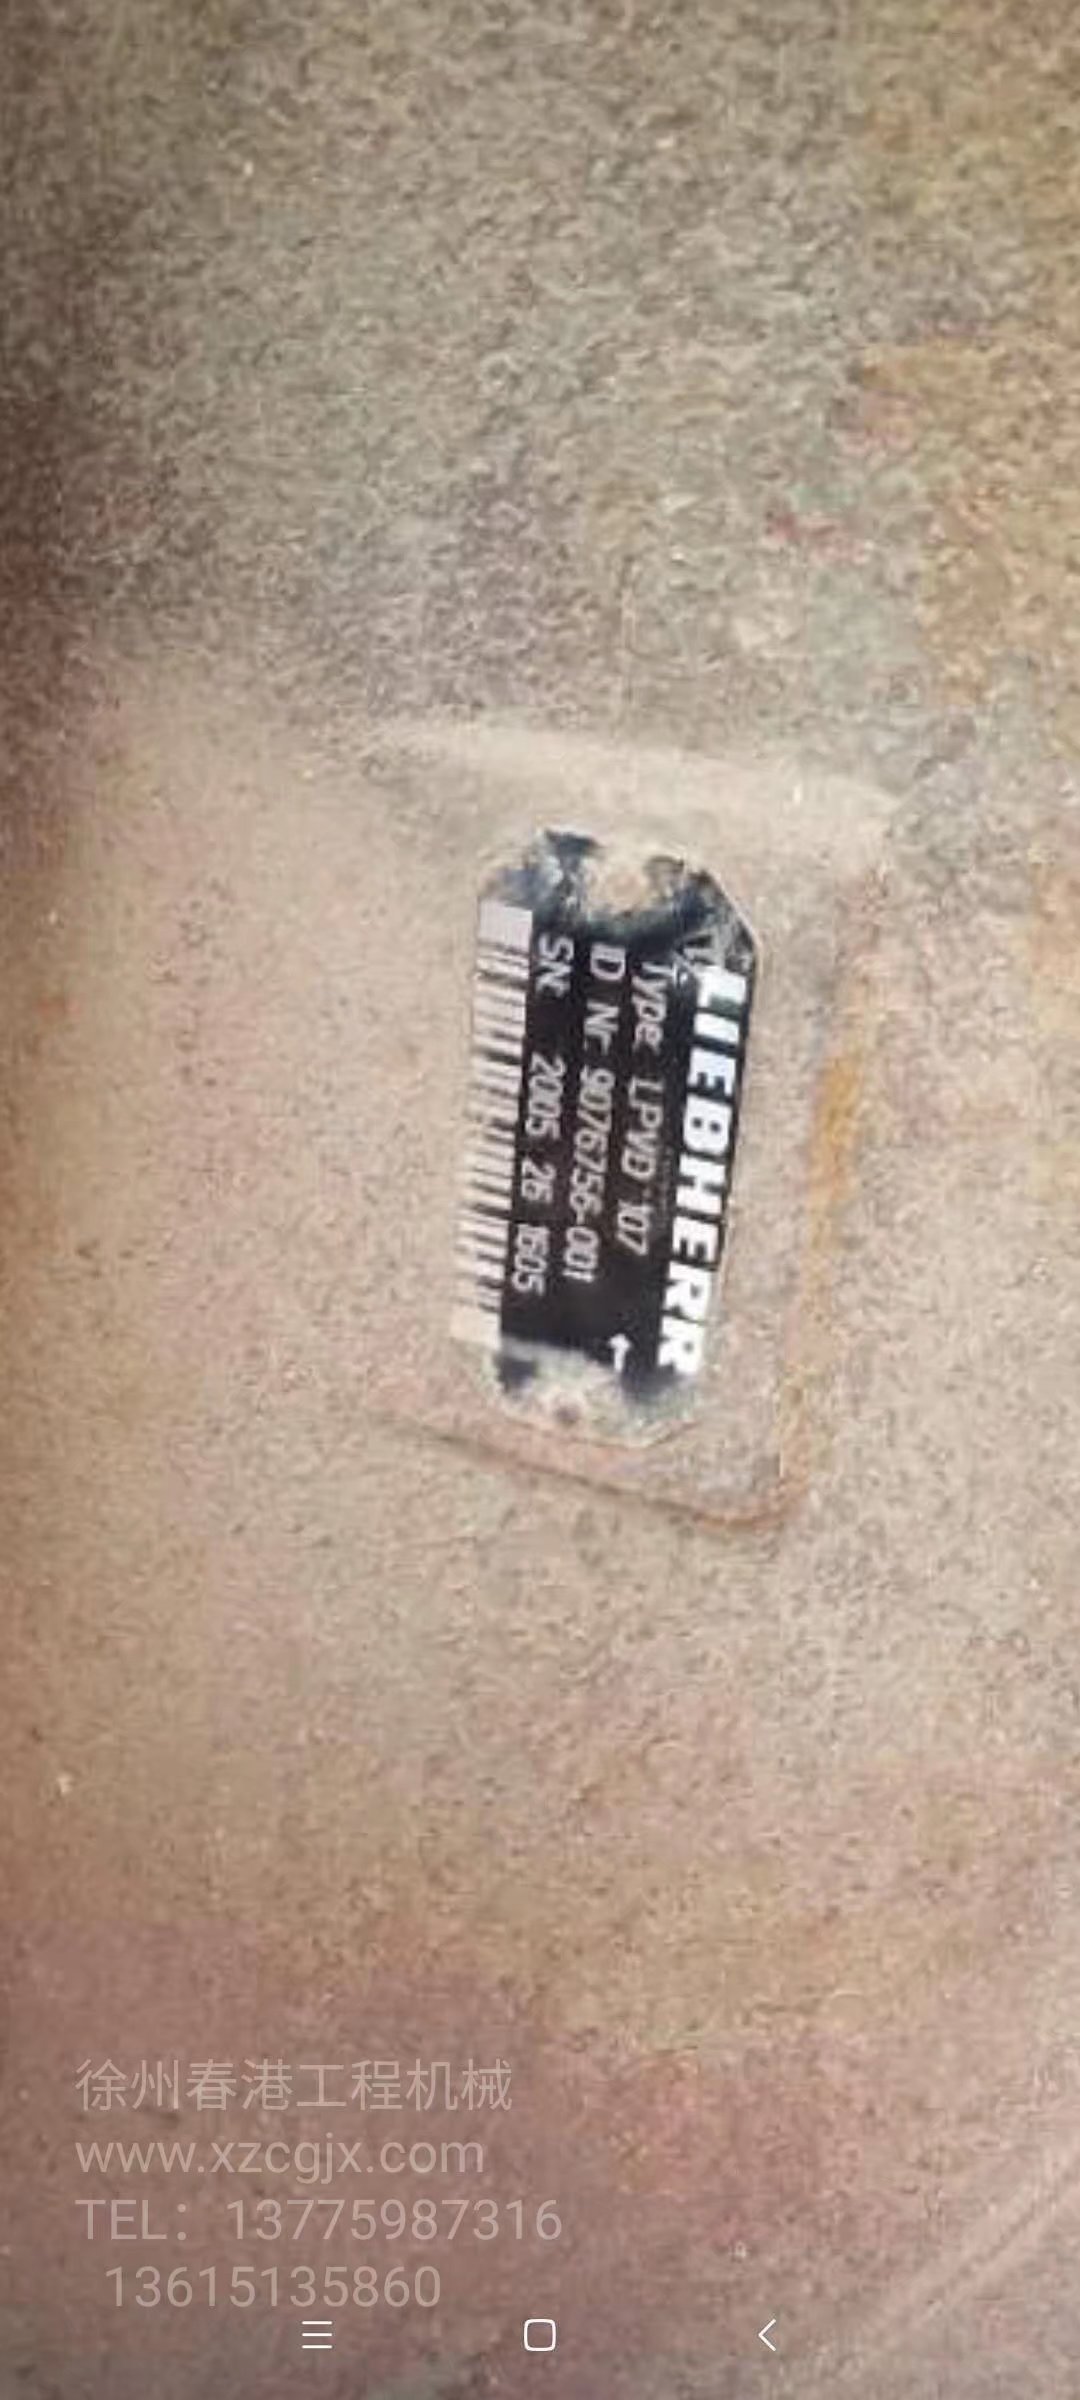 LIEBHERR
Type: LPVD 107
ID Nr. 9076756-001
SN: 2005 26 1605
徐州春港工程机械
www.xzcgjx.com
TEL：13775987316
13615135860